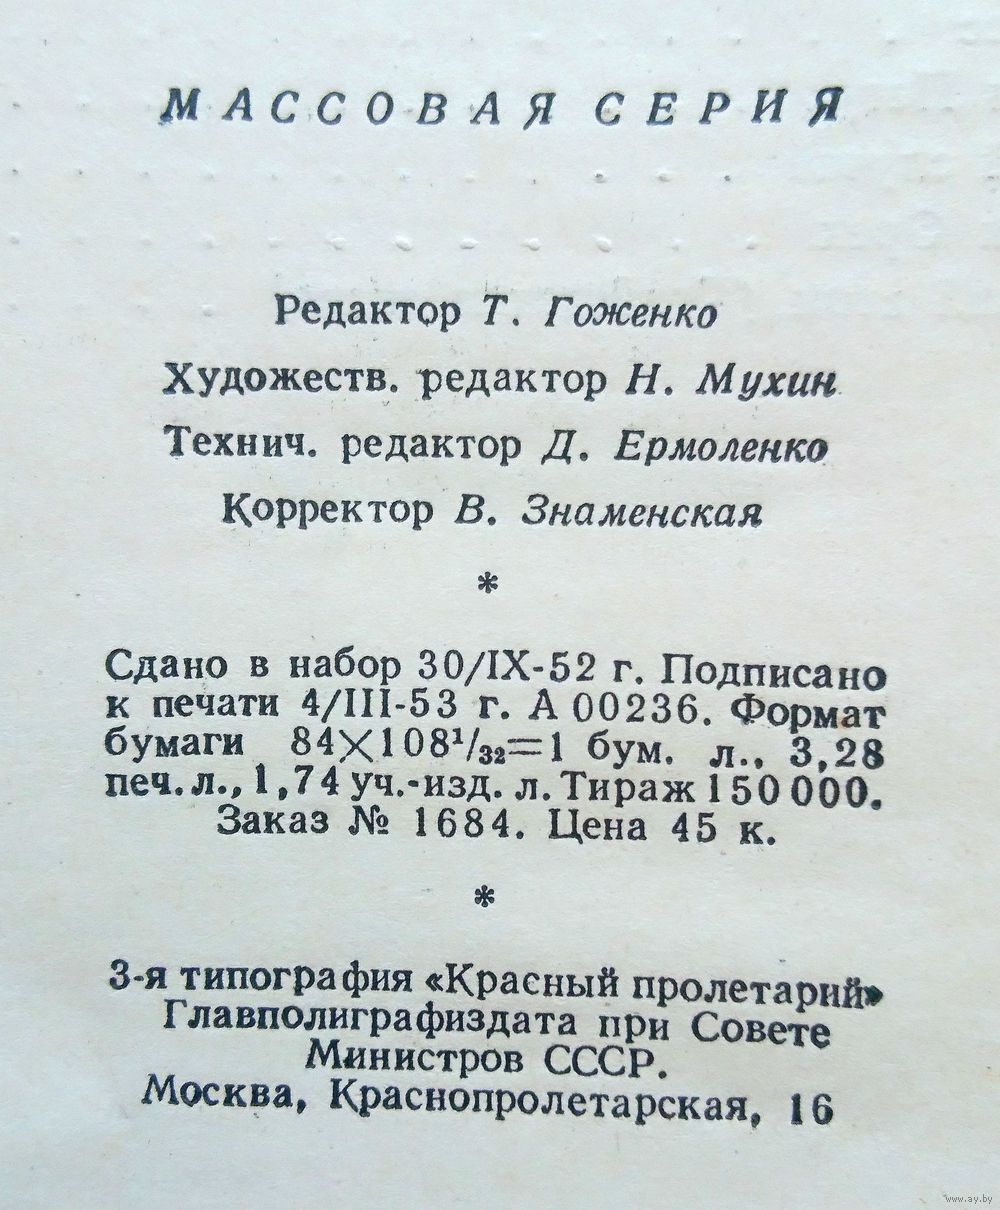 МАССОВАЯ СЕРИЯ
Редактор Т. Гоженко
Художеств. редактор Н. Мухин
Технич. редактор Д. Ермоленко
Корректор В. Знаменская
*
Сдано в набор 30/IX-52 г. Подписано
к печати 4/III-53 г. А 00236. Формат
бумаги 84×108¹/₃₂=1 бум. л., 3,28
печ. л., 1,74 уч.-изд. л. Тираж 150 000.
Заказ № 1684. Цена 45 к.
*
3-я типография «Красный пролетарий»
Главполиграфиздата при Совете
Министров СССР.
Москва, Краснопролетарская, 16
www.ay.by